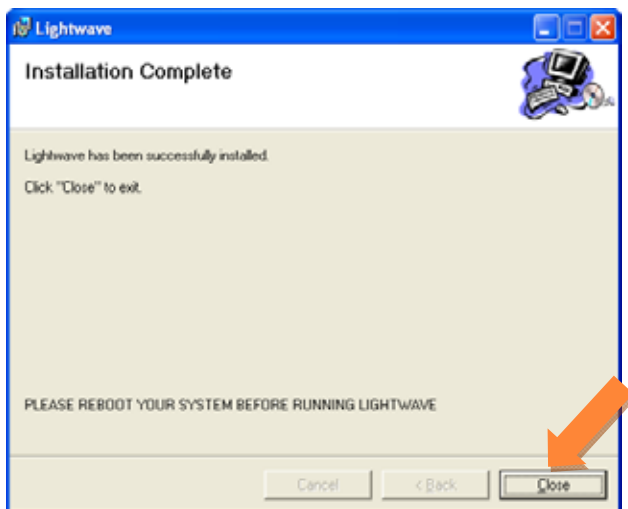 Lightwave
Installation Complete
Lightwave has been successfully installed.
Click "Close" to exit.
PLEASE REBOOT YOUR SYSTEM BEFORE RUNNING LIGHTWAVE
Cancel
< Back
Close